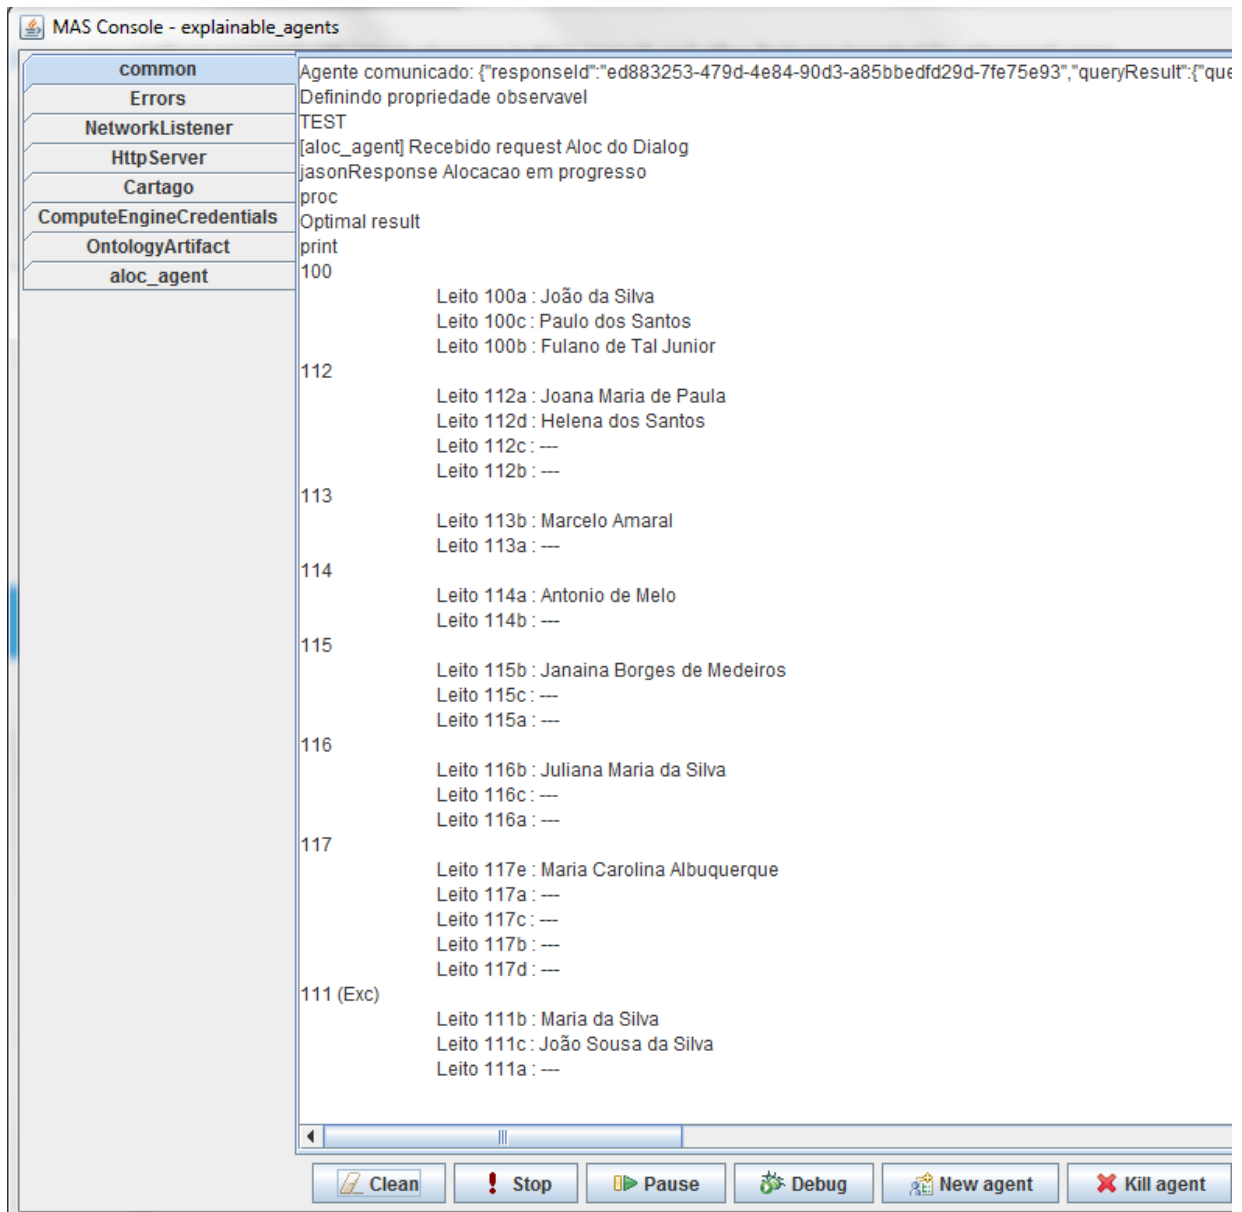 MAS Console - explainable_agents
common
Errors
NetworkListener
HttpServer
Cartago
ComputeEngineCredentials
OntologyArtifact
aloc_agent
Agente comunicado: {"responseId":"ed883253-479d-4e84-90d3-a85bbedfd29d-7fe75e93","queryResult":{"que
Definindo propriedade observavel
TEST
[aloc_agent] Recebido request Aloc do Dialog
jasonResponse Alocacao em progresso
proc
Optimal result
print
100
Leito 100a : João da Silva
Leito 100c : Paulo dos Santos
Leito 100b : Fulano de Tal Junior
112
Leito 112a : Joana Maria de Paula
Leito 112d : Helena dos Santos
Leito 112c : ---
Leito 112b : ---
113
Leito 113b : Marcelo Amaral
Leito 113a : ---
114
Leito 114a : Antonio de Melo
Leito 114b : ---
115
Leito 115b : Janaina Borges de Medeiros
Leito 115c : ---
Leito 115a : ---
116
Leito 116b : Juliana Maria da Silva
Leito 116c : ---
Leito 116a : ---
117
Leito 117e : Maria Carolina Albuquerque
Leito 117a : ---
Leito 117c : ---
Leito 117b : ---
Leito 117d : ---
111 (Exc)
Leito 111b : Maria da Silva
Leito 111c : João Sousa da Silva
Leito 111a : ---
Clean Stop Pause Debug New agent Kill agent